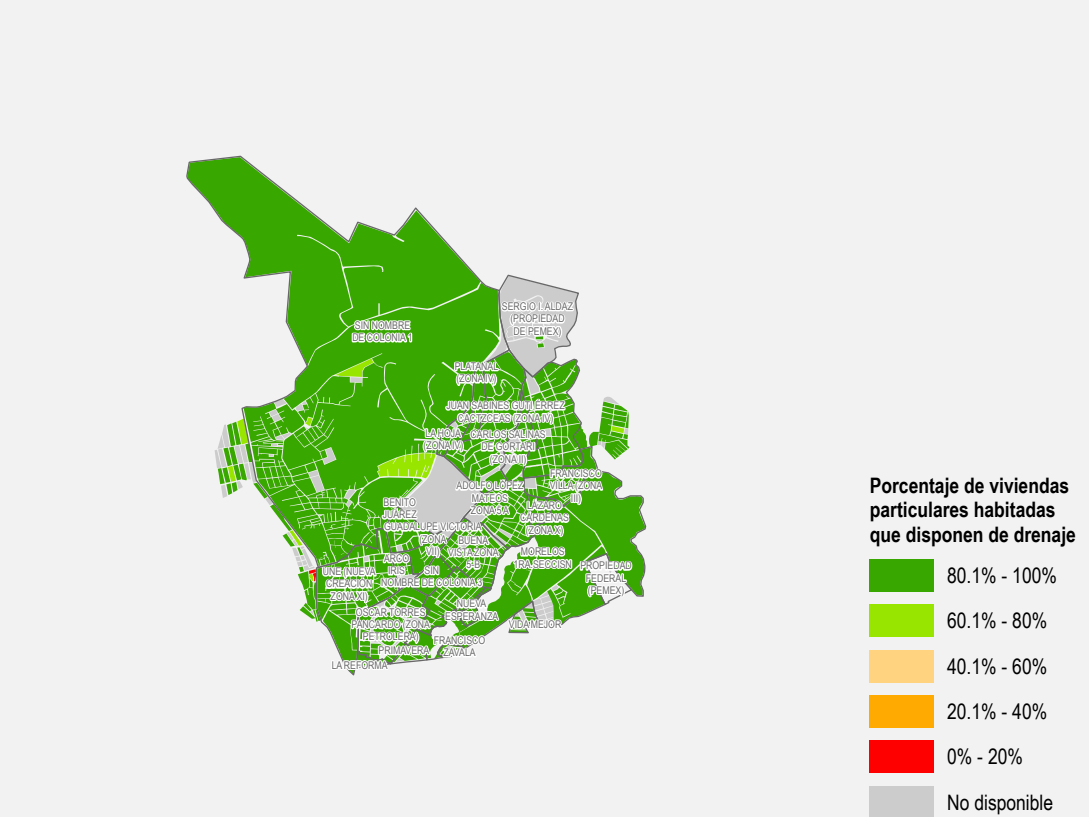 SERGIO I. ALDAZ
(PROPIEDAD
DE PEMEX)
SIN NOMBRE
DE COLONIA 1
PLATANAL
(ZONA IV)
JUAN SABINES GUTIÉRREZ
CACTZCEAS (ZONA IV)
LA HOJA
(ZONA IV)
CARLOS SALINAS
DE GORTARI
(ZONA II)
FRANCISCO
VILLA (ZONA
III)
ADOLFO LÓPEZ
MATEOS
ZONA 5A
BENITO
JUÁREZ
LÁZARO
CÁRDENAS
(ZONA X)
GUADALUPE VICTORIA
(ZONA
VII)
BUENA
VISTA ZONA
5-B
MORELOS
1RA SECCISN
PROPIEDAD
FEDERAL
(PEMEX)
ARCO
IRIS
UNE (NUEVA
CREACIÓN
ZONA XI)
SIN
NOMBRE DE COLONIA 3
NUEVA
ESPERANZA
OSCAR TORRES
PANCARDO (ZONA
PETROLERA)
VIDA MEJOR
FRANCISCO
ZAVALA
PRIMAVERA
LA REFORMA
Porcentaje de viviendas
particulares habitadas
que disponen de drenaje
80.1% - 100%
60.1% - 80%
40.1% - 60%
20.1% - 40%
0% - 20%
No disponible